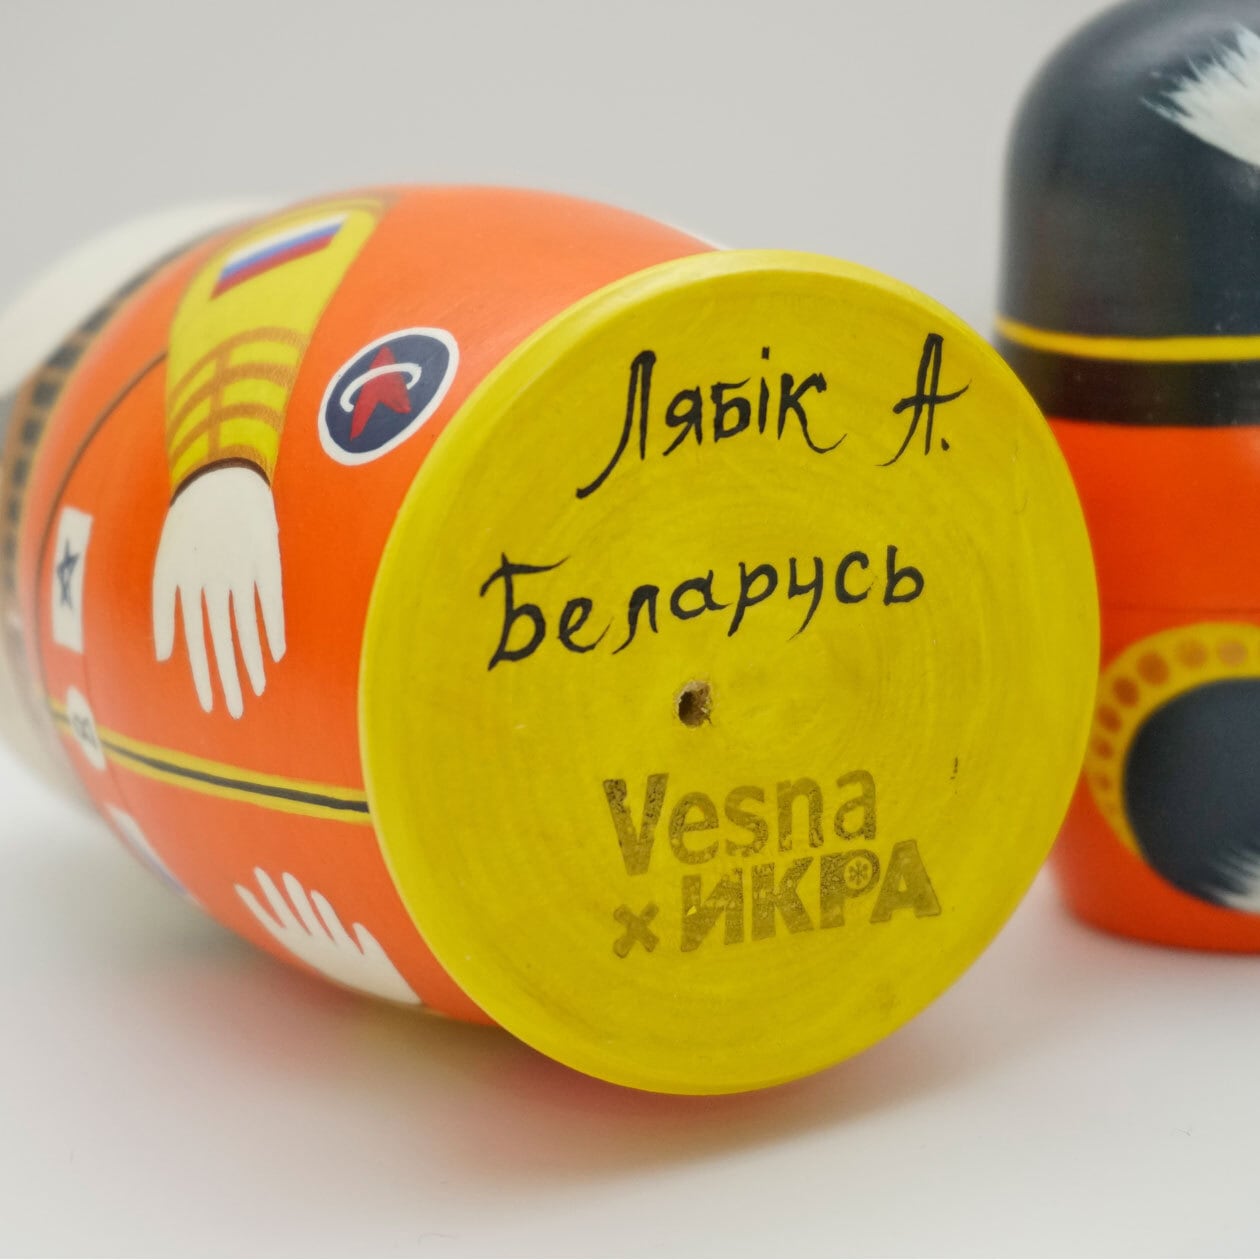 Лябік А.
Беларусь
Vesna
× ИКРА